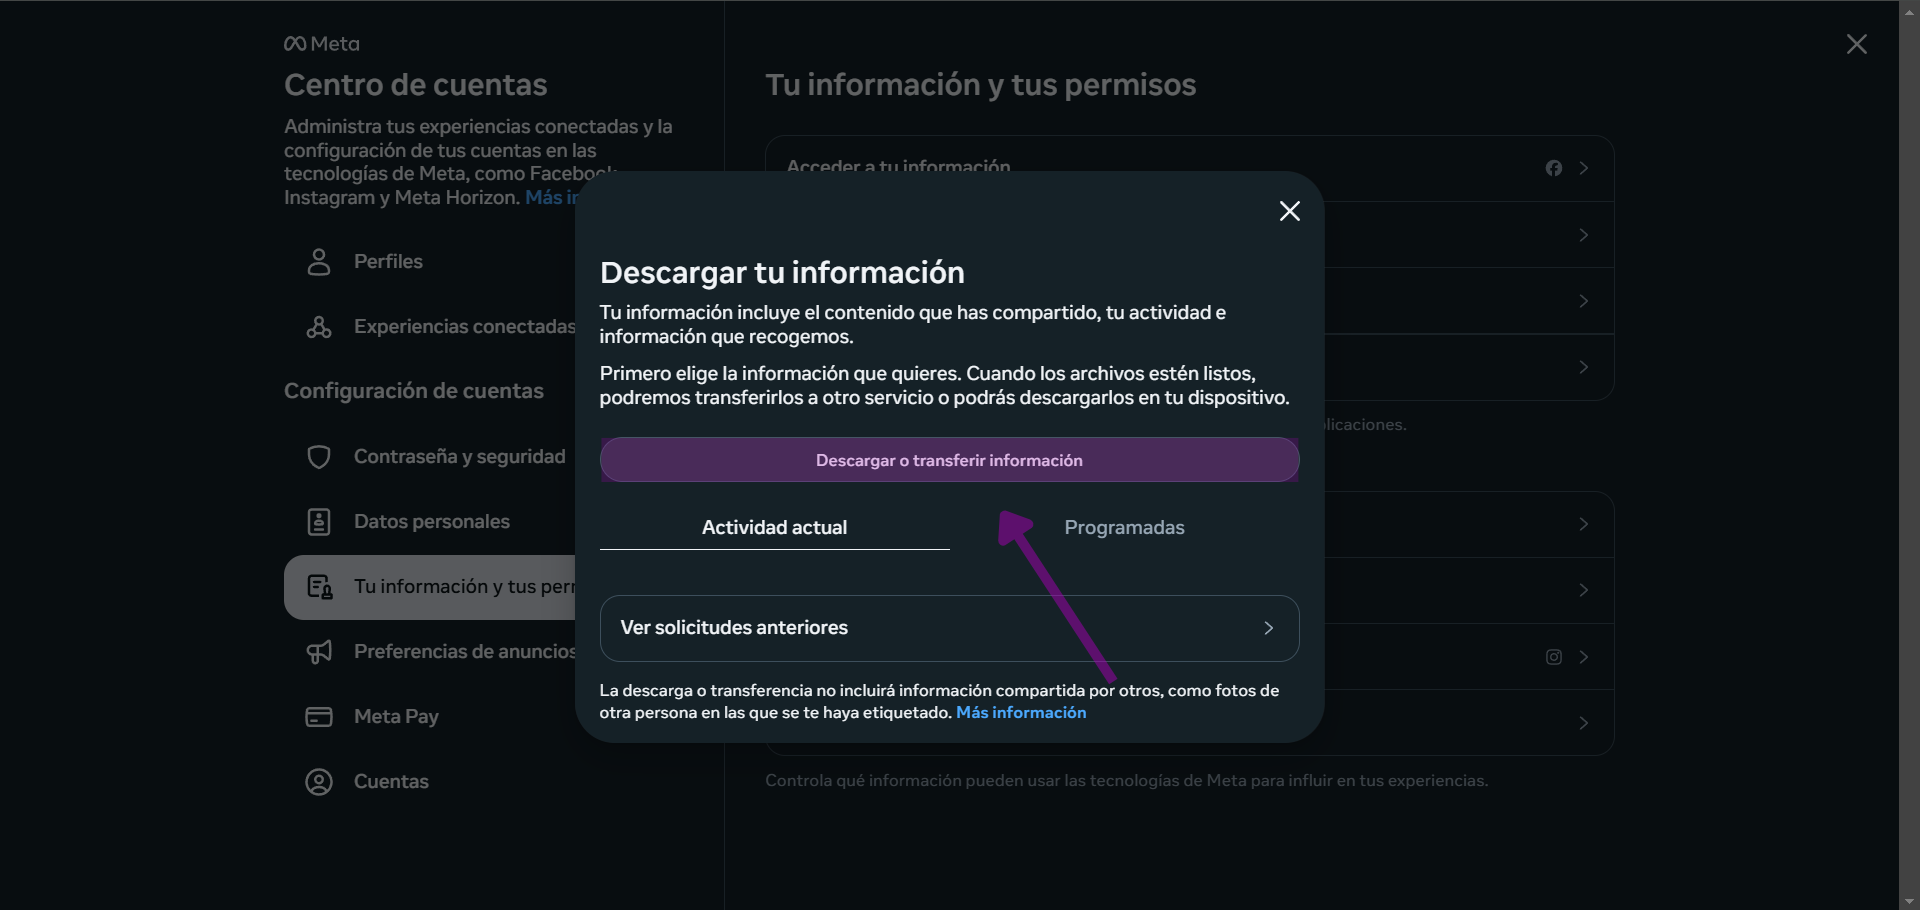 Meta
Centro de cuentas
Administra tus experiencias conectadas y la
configuración de tus cuentas en las
tecnologías de Meta, como Facebook,
Instagram y Meta Horizon. Más in
Perfiles
Experiencias conectadas
Configuración de cuentas
Contraseña y seguridad
Datos personales
Tu información y tus perm
Preferencias de anuncios
Meta Pay
Cuentas
Tu información y tus permisos
Acceder a tu información
licaciones.
Controla qué información pueden usar las tecnologías de Meta para influir en tus experiencias.
Descargar tu información
Tu información incluye el contenido que has compartido, tu actividad e
información que recogemos.
Primero elige la información que quieres. Cuando los archivos estén listos,
podremos transferirlos a otro servicio o podrás descargarlos en tu dispositivo.
Descargar o transferir información
Actividad actual
Programadas
Ver solicitudes anteriores
La descarga o transferencia no incluirá información compartida por otros, como fotos de
otra persona en las que se te haya etiquetado. Más información